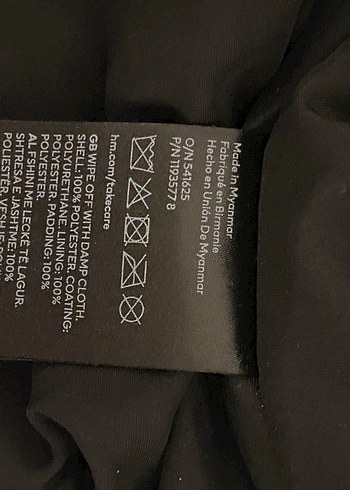 Made in Myanmar
Fabriqué en Birmanie
Hecho en Unión De Myanmar
O/N 541625
P/N 1193577 8
hm.com/takecare
GB WIPE OFF WITH DAMP CLOTH.
SHELL: 100% POLYESTER. COATING:
POLYURETHANE. LINING: 100%
POLYESTER. PADDING: 100%
POLYESTER.
AL FSHINI ME LECKË TË LAGUR.
SHTRESA E JASHTME: 100%